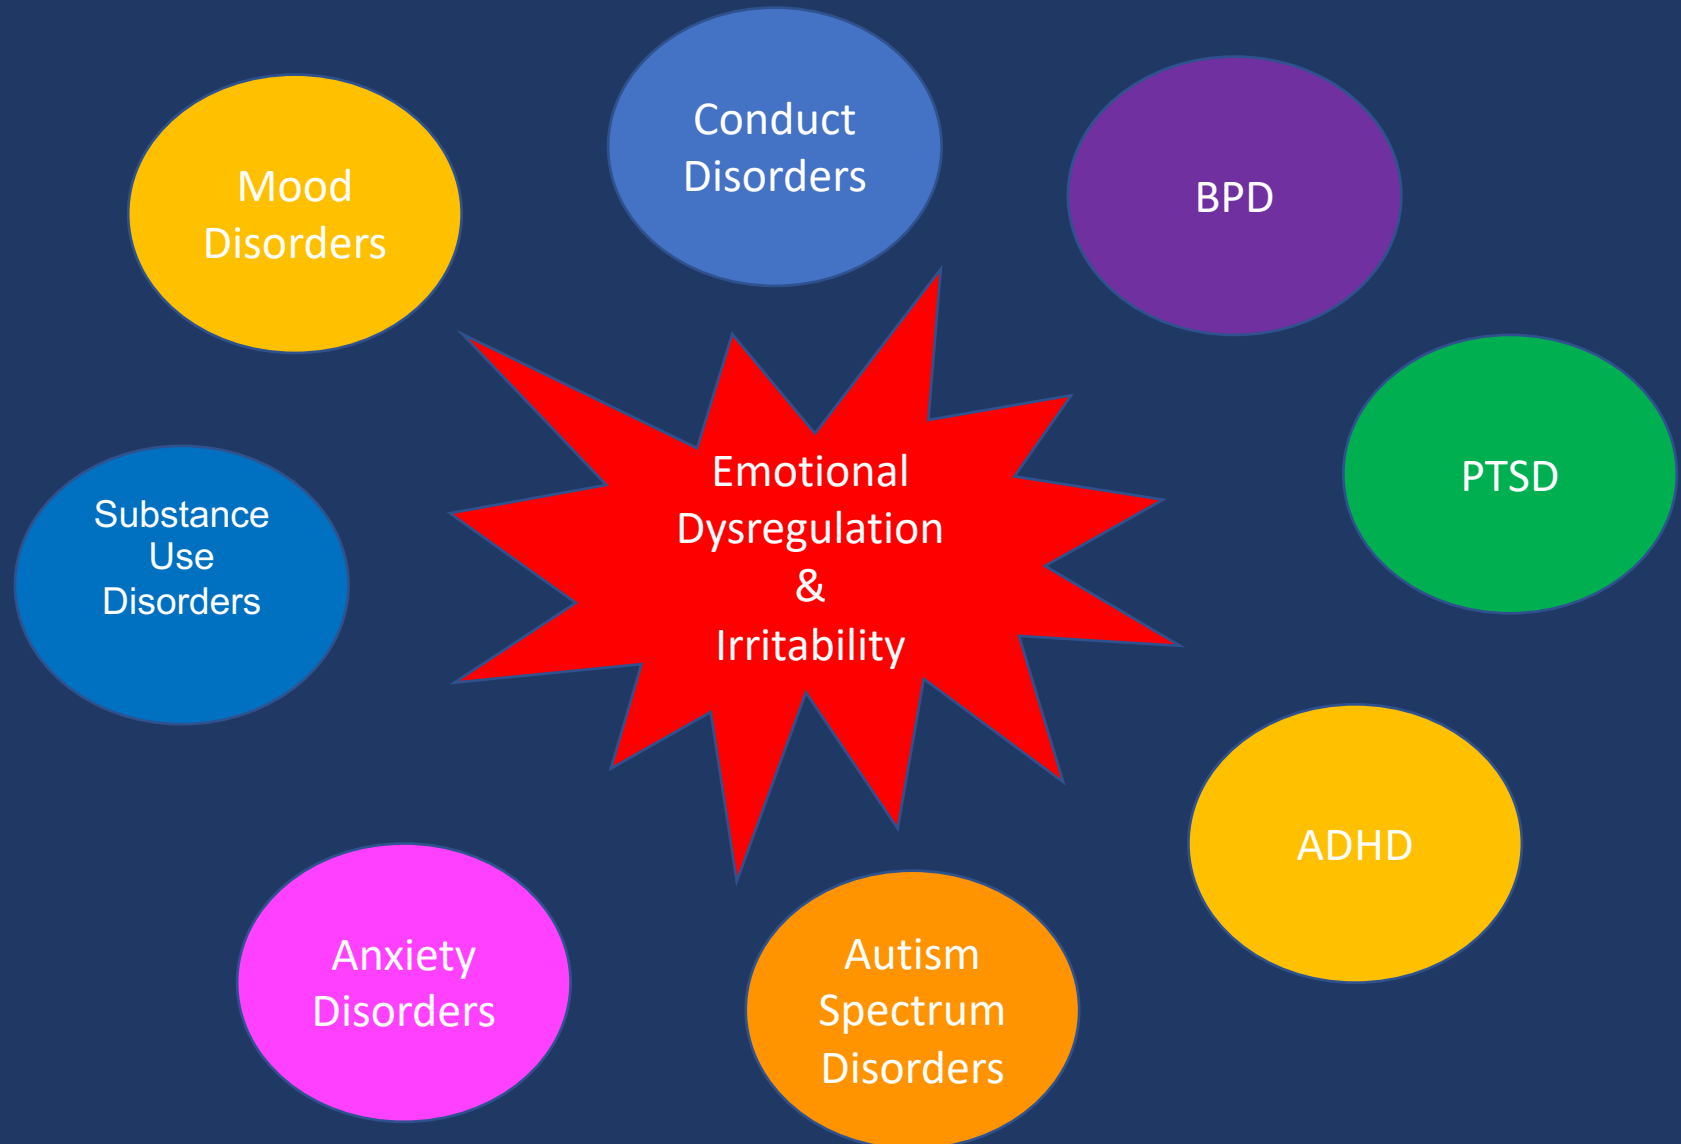 Conduct
Disorders
Mood
Disorders
BPD
PTSD
Emotional
Dysregulation
&
Irritability
Substance
Use
Disorders
ADHD
Anxiety
Disorders
Autism
Spectrum
Disorders